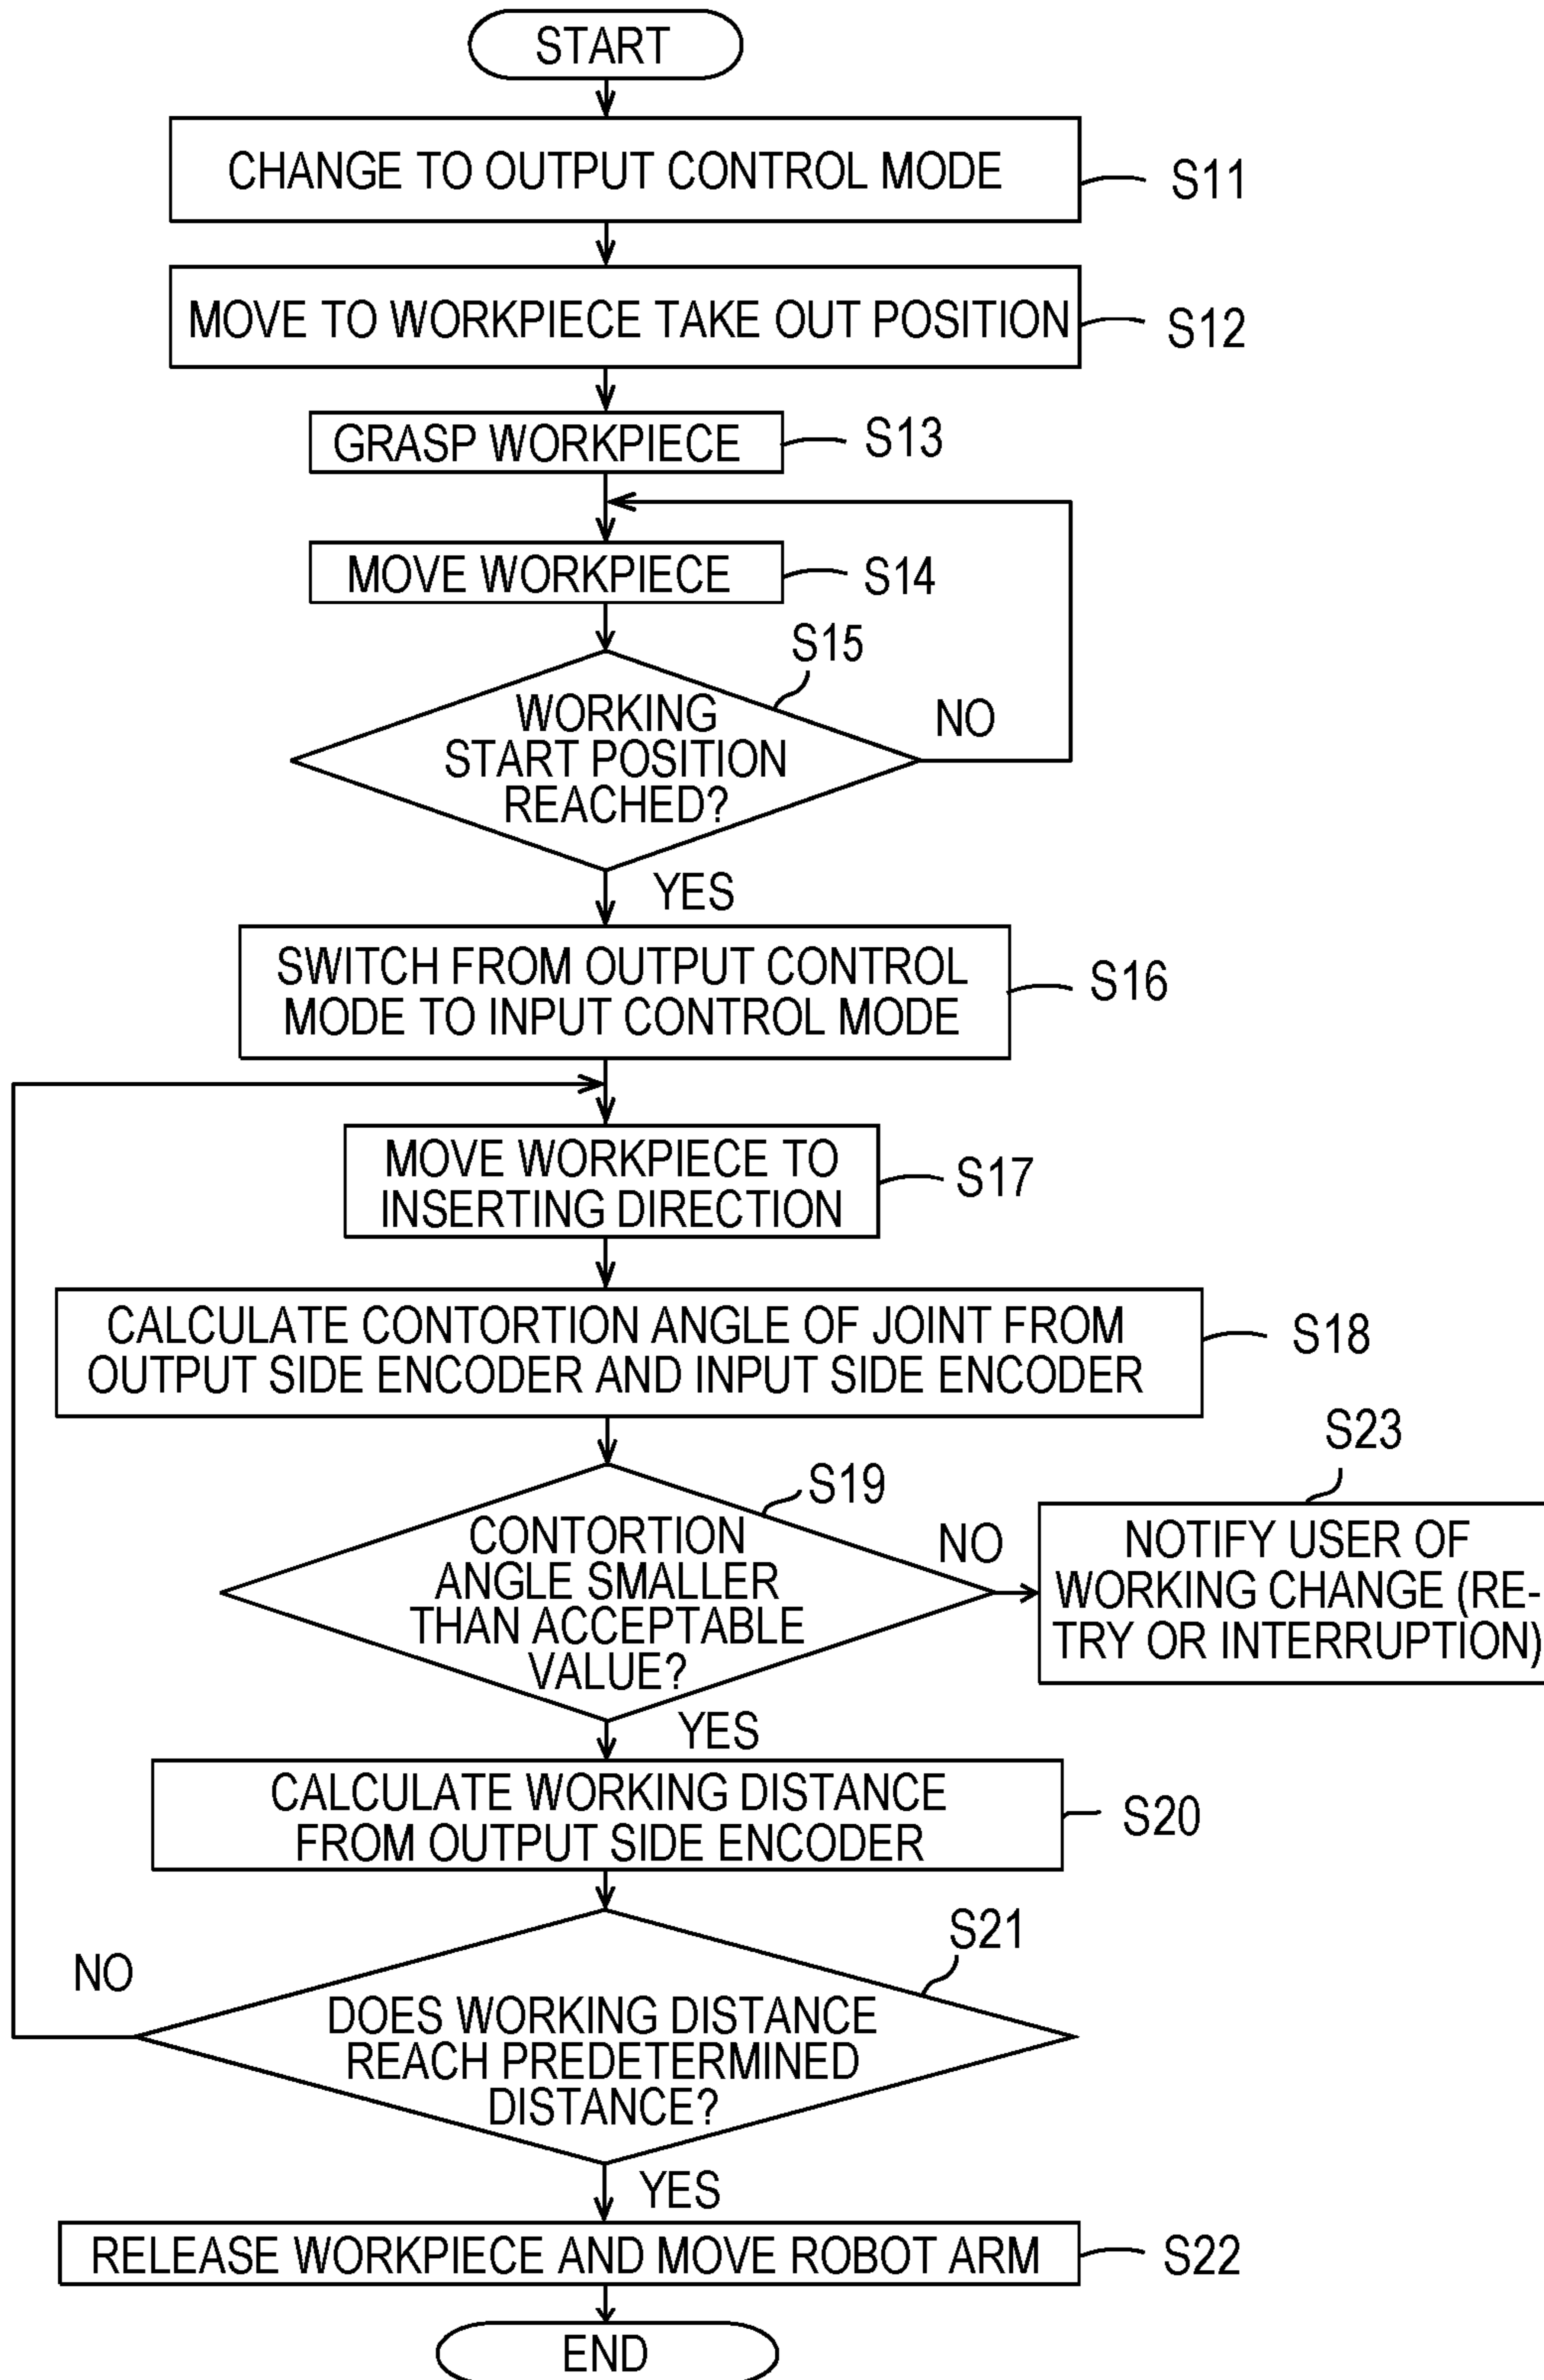 START
CHANGE TO OUTPUT CONTROL MODE
S11
MOVE TO WORKPIECE TAKE OUT POSITION
S12
GRASP WORKPIECE
S13
MOVE WORKPIECE
S14
S15
WORKING
START POSITION
REACHED?
NO
YES
SWITCH FROM OUTPUT CONTROL
MODE TO INPUT CONTROL MODE
S16
MOVE WORKPIECE TO
INSERTING DIRECTION
S17
CALCULATE CONTORTION ANGLE OF JOINT FROM
OUTPUT SIDE ENCODER AND INPUT SIDE ENCODER
S18
S19
CONTORTION
ANGLE SMALLER
THAN ACCEPTABLE
VALUE?
NO
S23
NOTIFY USER OF
WORKING CHANGE (RE-
TRY OR INTERRUPTION)
YES
CALCULATE WORKING DISTANCE
FROM OUTPUT SIDE ENCODER
S20
S21
NO
DOES WORKING DISTANCE
REACH PREDETERMINED
DISTANCE?
YES
RELEASE WORKPIECE AND MOVE ROBOT ARM
S22
END